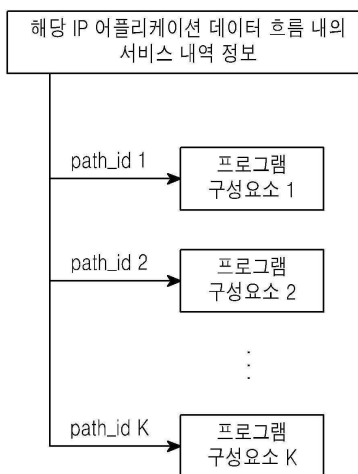 해당 IP 어플리케이션 데이터 흐름 내의
서비스 내역 정보
path_id 1
프로그램
구성요소 1
path_id 2
프로그램
구성요소 2
path_id K
프로그램
구성요소 K